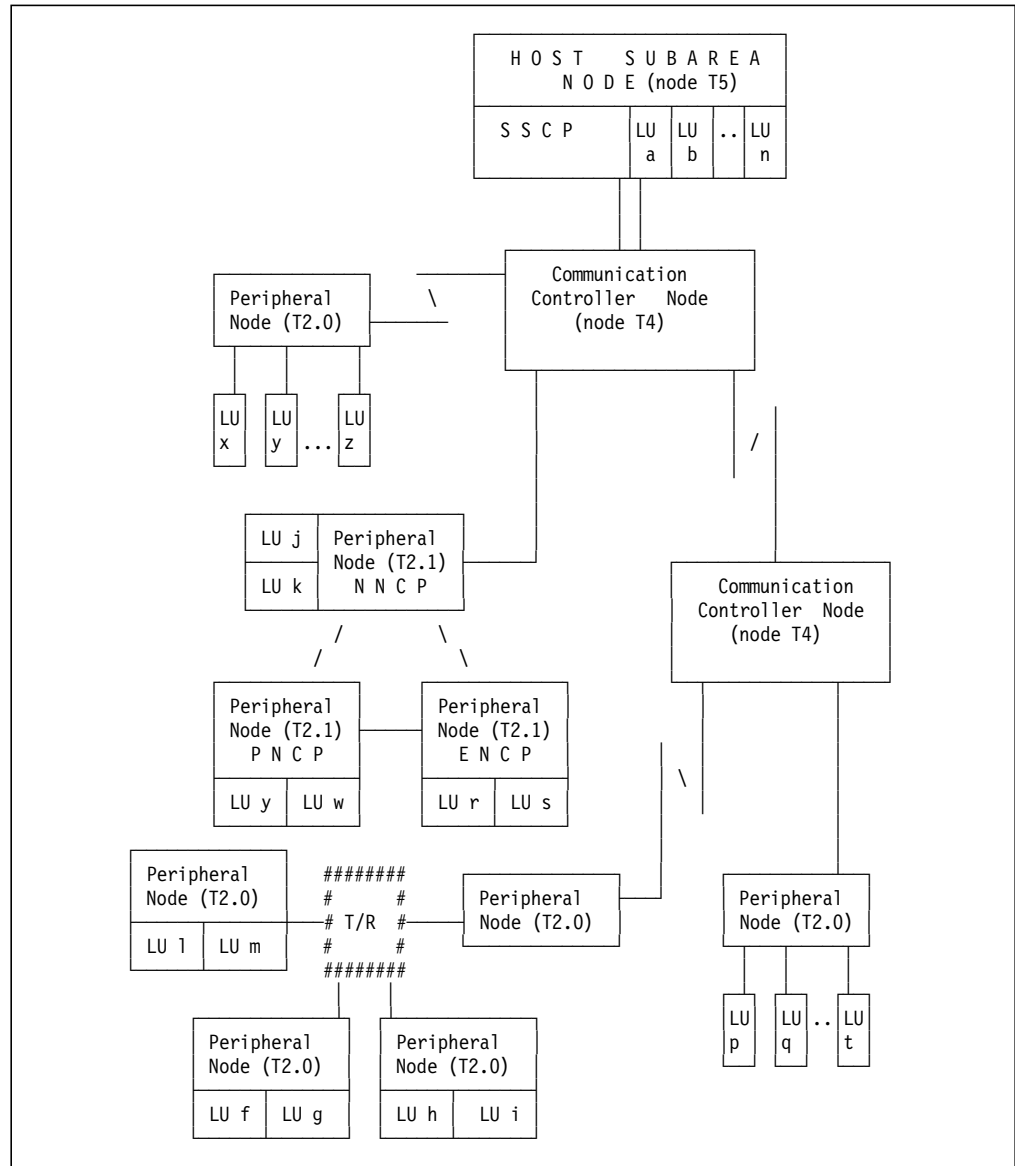 H O S T S U B A R E A
N O D E (node T5)
S S C P
LU a
LU b
..
LU n
Communication
Controller Node
(node T4)
\
Peripheral
Node (T2.0)
LU x
LU y
...
LU z
/
LU j
LU k
Peripheral
Node (T2.1)
N N C P
Communication
Controller Node
(node T4)
/ \
/ \
Peripheral
Node (T2.1)
P N C P
LU y
LU w
Peripheral
Node (T2.1)
E N C P
LU r
LU s
\
Peripheral
Node (T2.0)
LU l
LU m
########
# #
# T/R #
# #
########
Peripheral
Node (T2.0)
Peripheral
Node (T2.0)
LU p
LU q
..
LU t
Peripheral
Node (T2.0)
LU f
LU g
Peripheral
Node (T2.0)
LU h
LU i